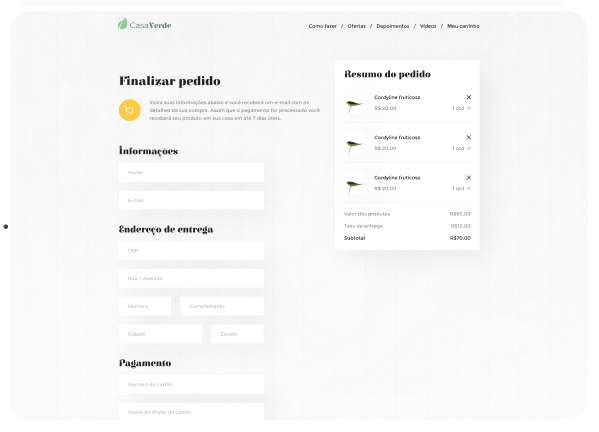 CasaVerde
Como fazer / Ofertas / Depoimentos / Vídeos / Meu carrinho
Finalizar pedido
Insira suas informações abaixo e você receberá um e-mail com os
detalhes da sua compra. Assim que o pagamento for processado você
receberá seu produto em sua casa em até 7 dias úteis.
Informações
Nome
E-mail
Endereço de entrega
CEP
Rua / Avenida
Número
Complemento
Cidade
Estado
Pagamento
Número do cartão
Nome do titular do cartão
Resumo do pedido
Cordyline fruticosa
R$ 20,00
1 qtd
Cordyline fruticosa
R$ 20,00
1 qtd
Cordyline fruticosa
R$ 20,00
1 qtd
Valor dos produtos R$60,00
Taxa de entrega R$10,00
Subtotal R$70,00